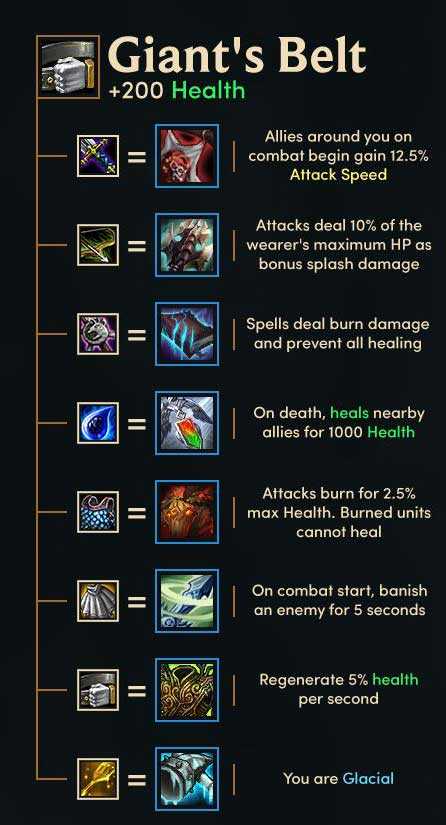 Giant's Belt
+200 Health
Allies around you on
combat begin gain 12.5%
Attack Speed
Attacks deal 10% of the
wearer's maximum HP as
bonus splash damage
Spells deal burn damage
and prevent all healing
On death, heals nearby
allies for 1000 Health
Attacks burn for 2.5%
max Health. Burned units
cannot heal
On combat start, banish
an enemy for 5 seconds
Regenerate 5% health
per second
You are Glacial